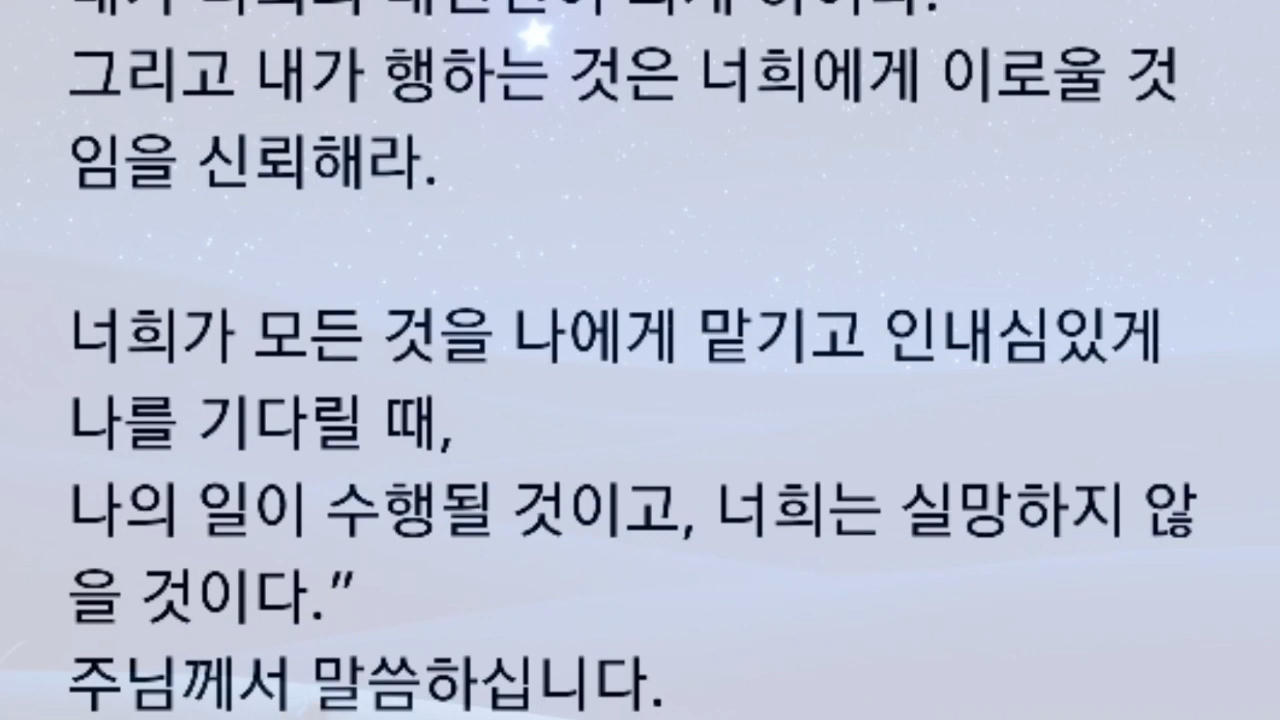 그리고 내가 행하는 것은 너희에게 이로울 것
임을 신뢰해라.
너희가 모든 것을 나에게 맡기고 인내심있게
나를 기다릴 때,
나의 일이 수행될 것이고, 너희는 실망하지 않
을 것이다.”
주님께서 말씀하십니다.